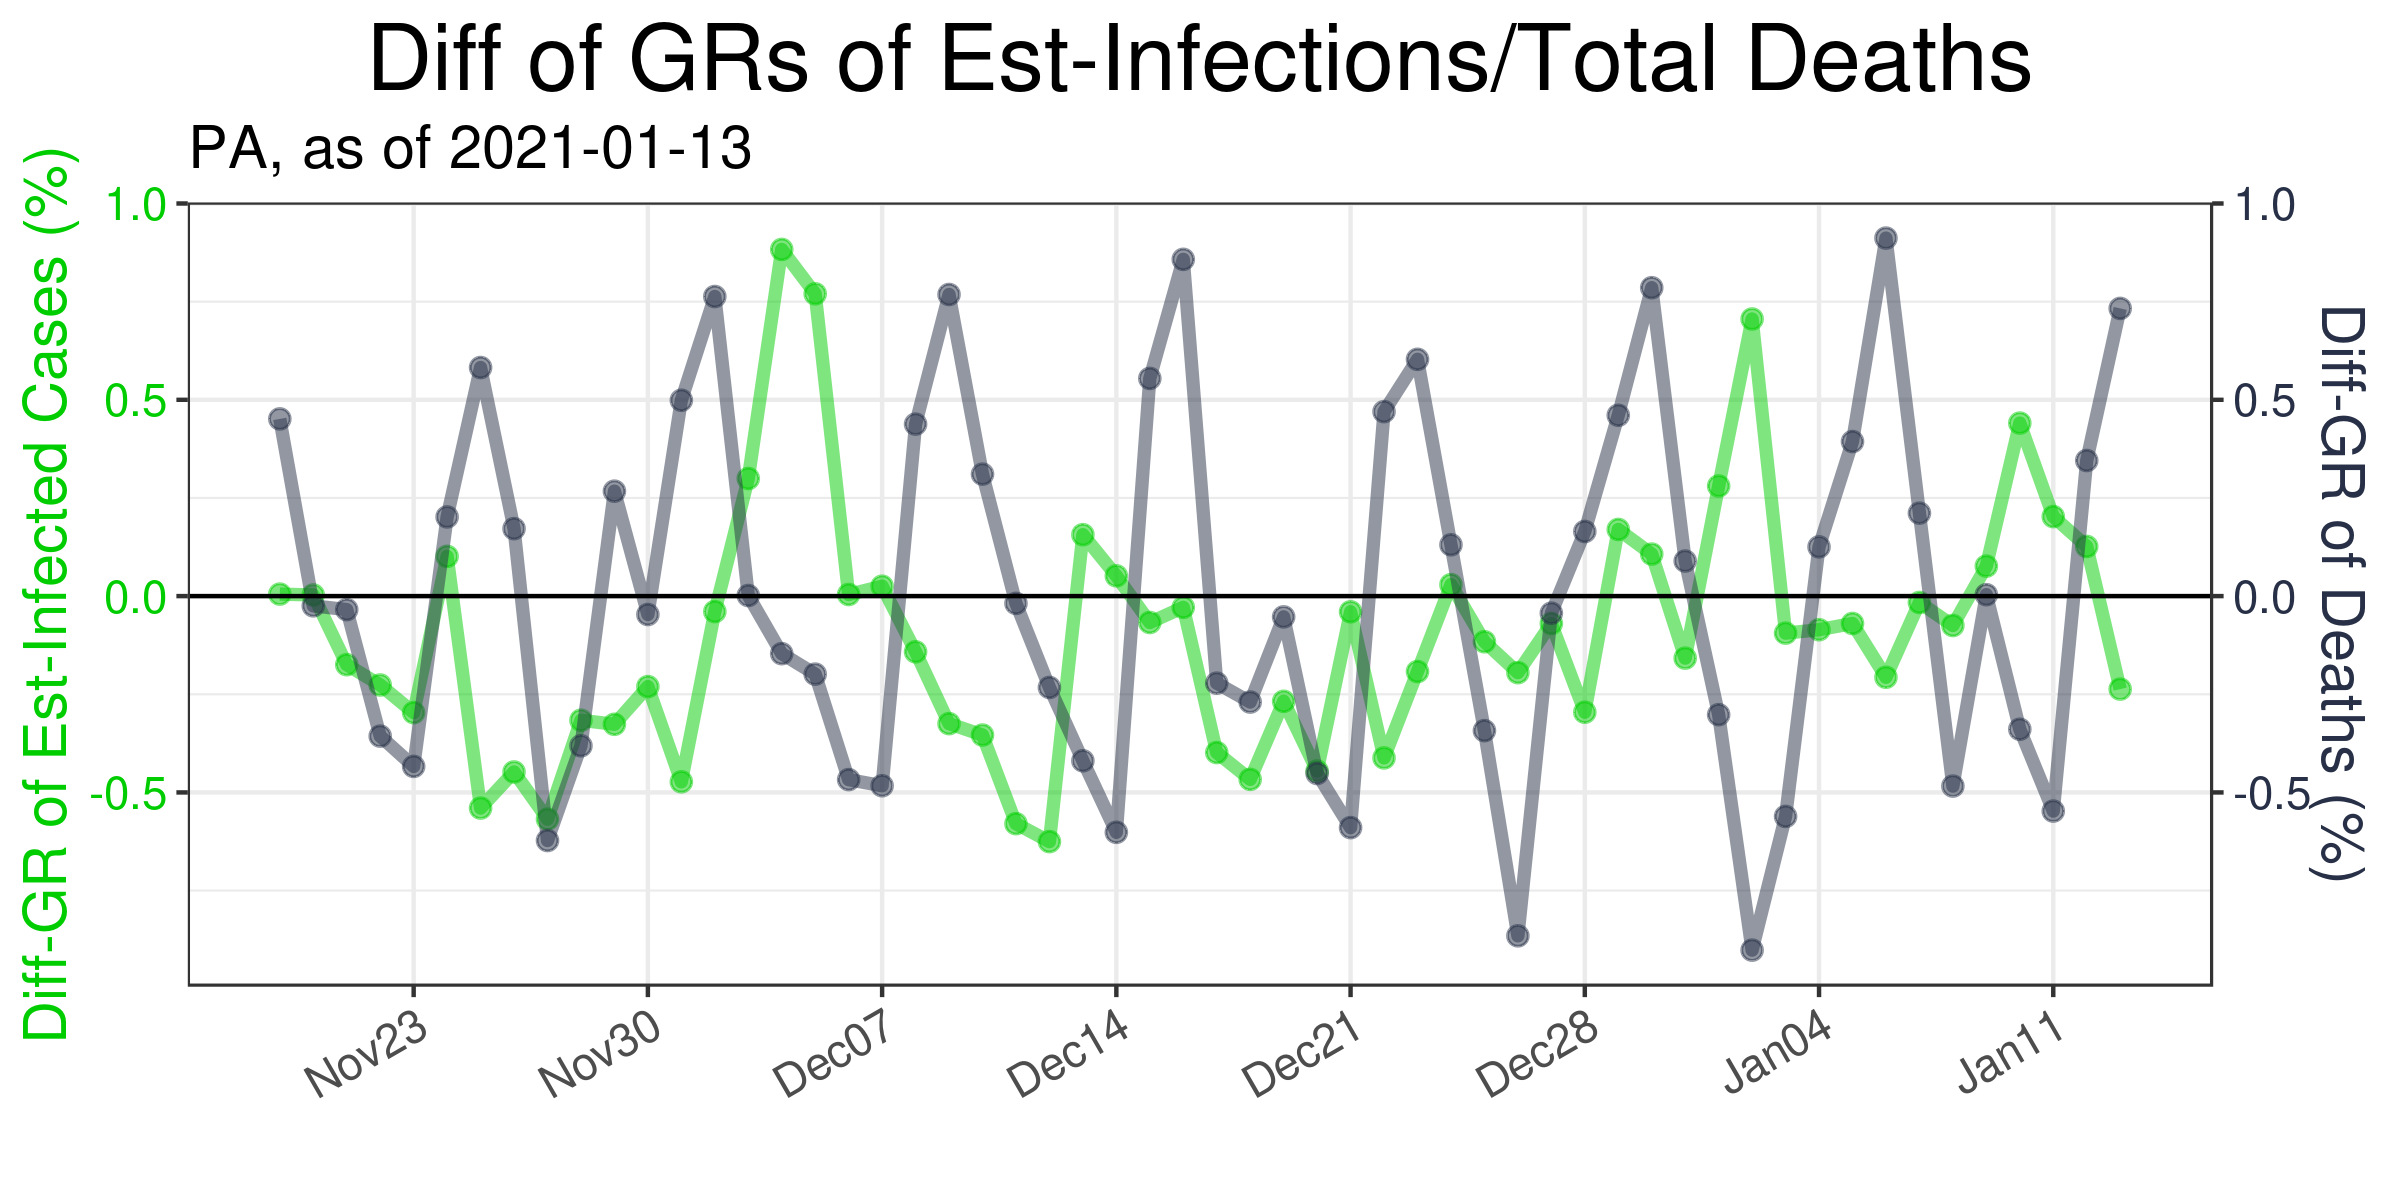 Diff of GRs of Est-Infections/Total Deaths
PA, as of 2021-01-13
Diff-GR of Est-Infected Cases (%)
1.0
0.5
0.0
-0.5
1.0
0.5
0.0
-0.5
Diff-GR of Deaths (%)
Nov23
Nov30
Dec07
Dec14
Dec21
Dec28
Jan04
Jan11